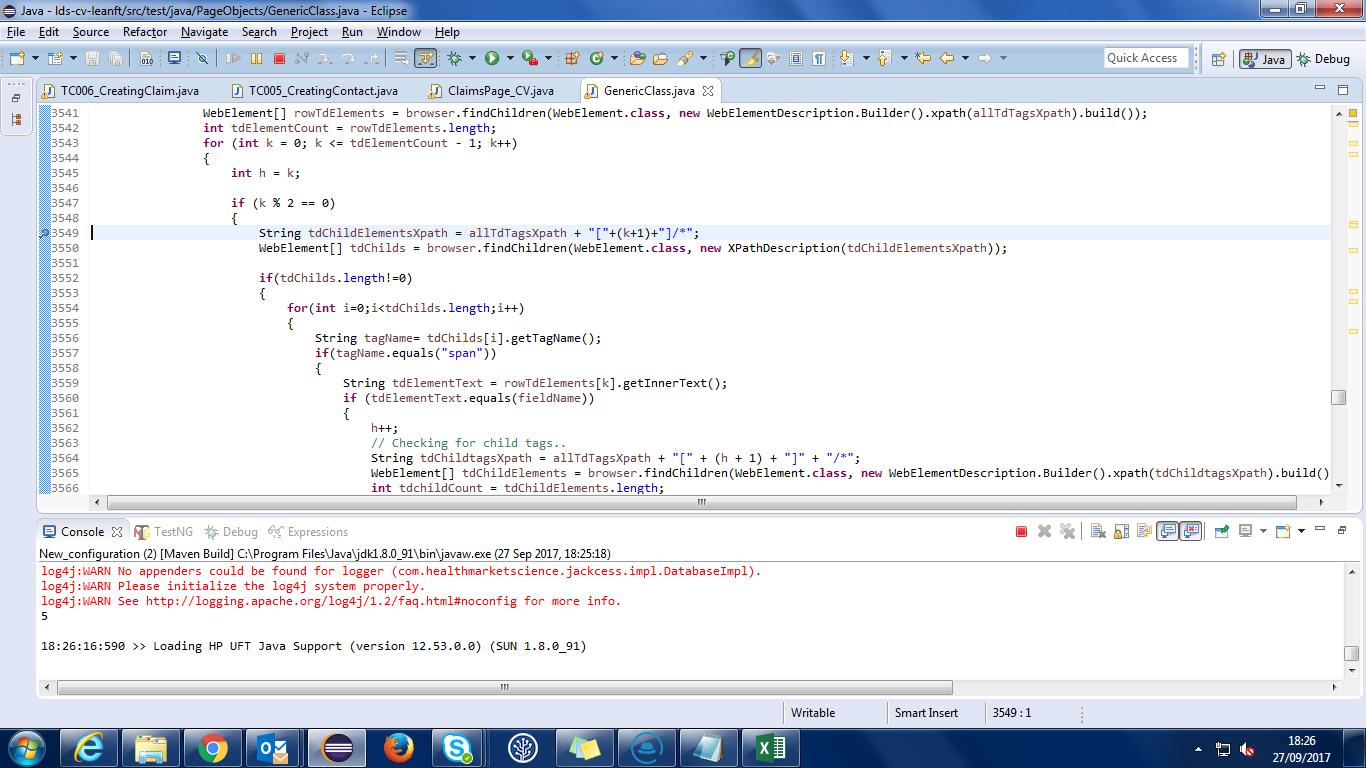 Java - lds-cv-leanft/src/test/java/PageObjects/GenericClass.java - Eclipse
File Edit Source Refactor Navigate Search Project Run Window Help
Quick Access Java Debug
TC006_CreatingClaim.java TC005_CreatingContact.java ClaimsPage_CV.java GenericClass.java
3541 WebElement[] rowTdElements = browser.findChildren(WebElement.class, new WebElementDescription.Builder().xpath(allTdTagsXpath).build());
3542 int tdElementCount = rowTdElements.length;
3543 for (int k = 0; k <= tdElementCount - 1; k++)
3544 {
3545 int h = k;
3546
3547 if (k % 2 == 0)
3548 {
3549 String tdChildElementsXpath = allTdTagsXpath + "["+(k+1)+"]/*";
3550 WebElement[] tdChilds = browser.findChildren(WebElement.class, new XPathDescription(tdChildElementsXpath));
3551
3552 if(tdChilds.length!=0)
3553 {
3554 for(int i=0;i<tdChilds.length;i++)
3555 {
3556 String tagName= tdChilds[i].getTagName();
3557 if(tagName.equals("span"))
3558 {
3559 String tdElementText = rowTdElements[k].getInnerText();
3560 if (tdElementText.equals(fieldName))
3561 {
3562 h++;
3563 // Checking for child tags..
3564 String tdChildtagsXpath = allTdTagsXpath + "[" + (h + 1) + "]" + "/*";
3565 WebElement[] tdChildElements = browser.findChildren(WebElement.class, new WebElementDescription.Builder().xpath(tdChildtagsXpath).build()
3566 int tdchildCount = tdChildElements.length;
Console TestNG Debug Expressions
New_configuration (2) [Maven Build] C:\Program Files\Java\jdk1.8.0_91\bin\javaw.exe (27 Sep 2017, 18:25:18)
log4j:WARN No appenders could be found for logger (com.healthmarketscience.jackcess.impl.DatabaseImpl).
log4j:WARN Please initialize the log4j system properly.
log4j:WARN See http://logging.apache.org/log4j/1.2/faq.html#noconfig for more info.
5
18:26:16:590 >> Loading HP UFT Java Support (version 12.53.0.0) (SUN 1.8.0_91)
Writable Smart Insert 3549 : 1
18:26
27/09/2017